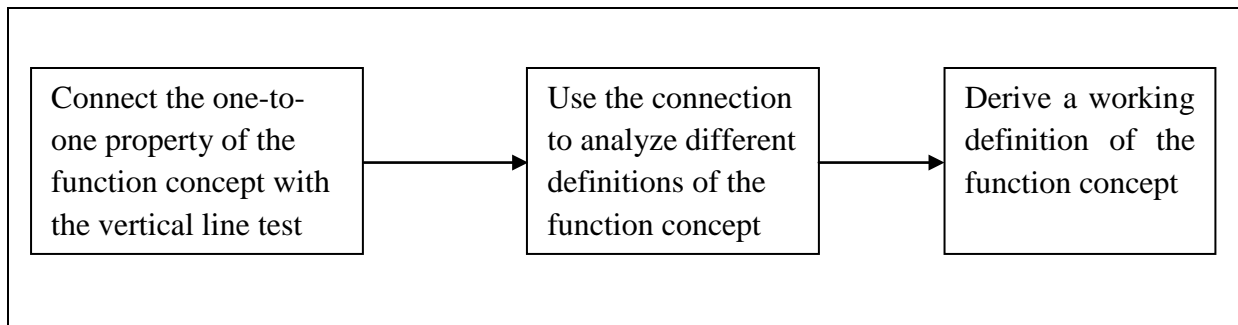 Connect the one-to-
one property of the
function concept with
the vertical line test
Use the connection
to analyze different
definitions of the
function concept
Derive a working
definition of the
function concept